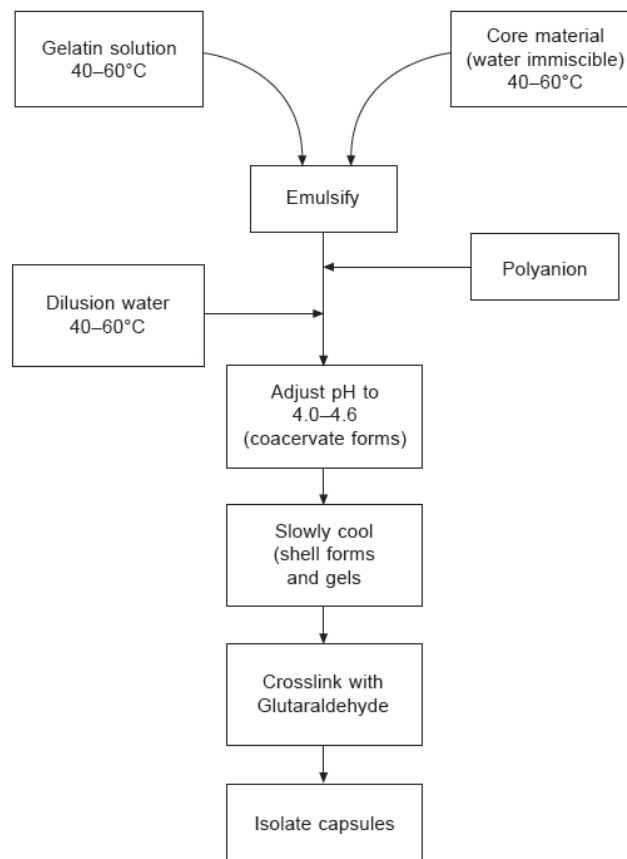 Gelatin solution
40–60°C
Core material
(water immiscible)
40–60°C
Emulsify
Polyanion
Dilusion water
40–60°C
Adjust pH to
4.0–4.6
(coacervate forms)
Slowly cool
(shell forms
and gels
Crosslink with
Glutaraldehyde
Isolate capsules